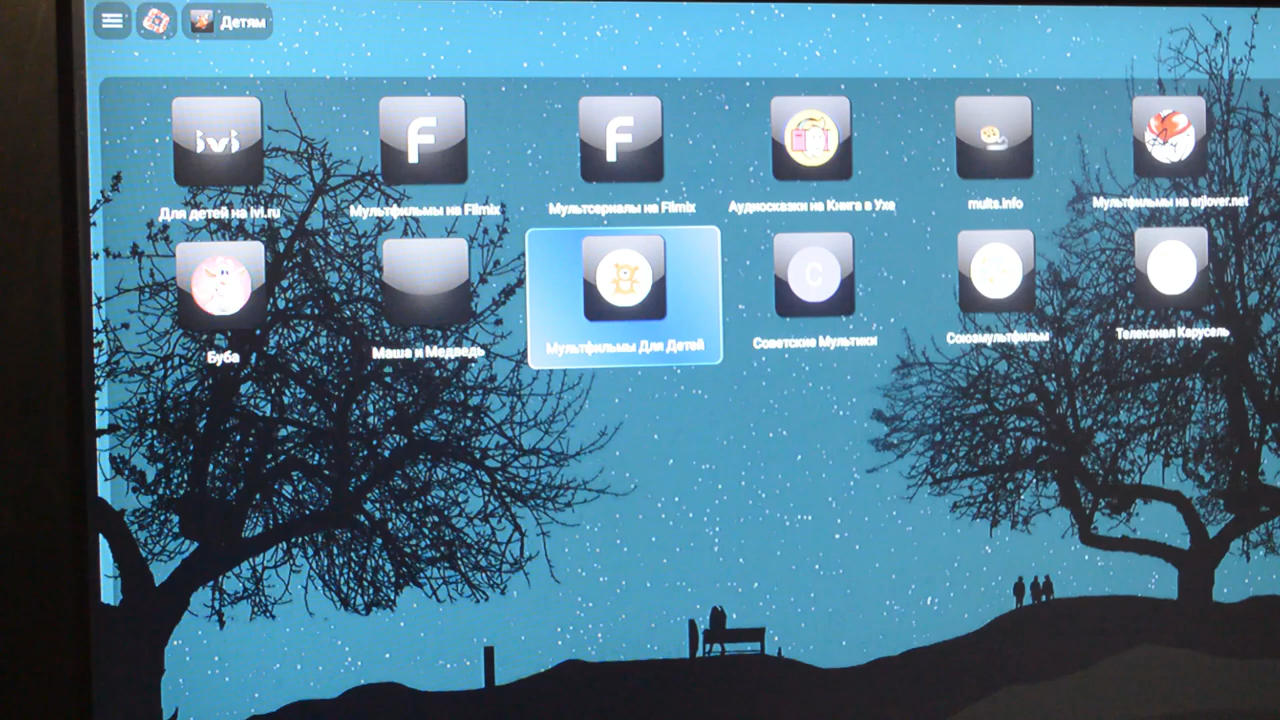 Детям
ivi
Для детей на ivi.ru
F
Мультфильмы на Filmix
F
Мультсериалы на Filmix
Аудиосказки на Книга в Ухе
mults.info
Мультфильмы на arjlover.net
Буба
Маша и Медведь
Мультфильмы Для Детей
С
Советские Мультики
Союзмультфильм
Телеканал Карусель